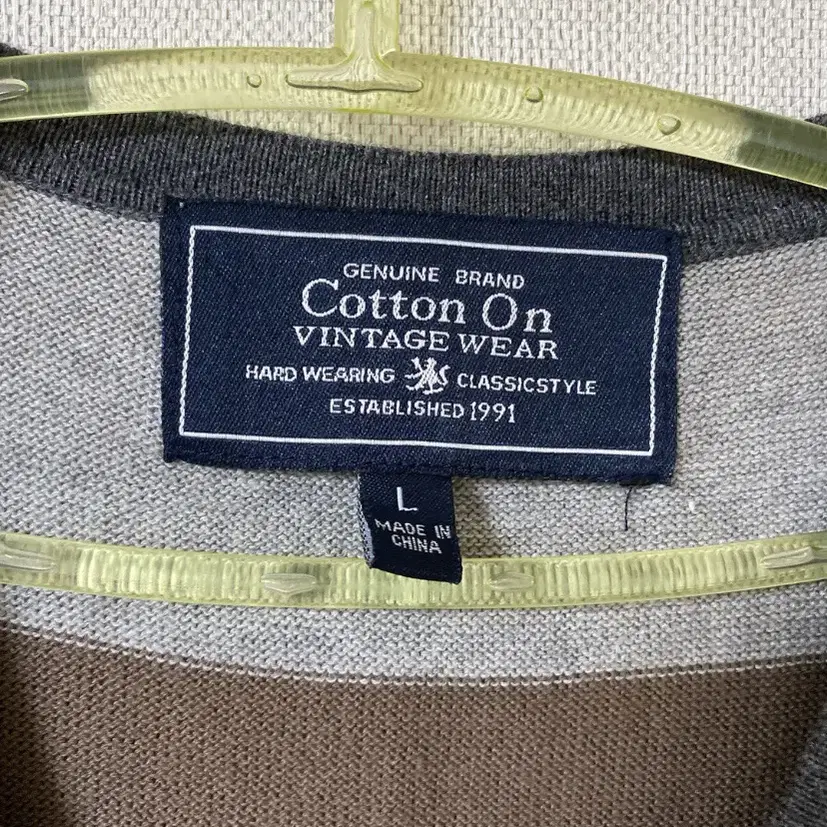 GENUINE BRAND
Cotton On
VINTAGE WEAR
HARD WEARING CLASSICSTYLE
ESTABLISHED 1991
L
MADE IN
CHINA